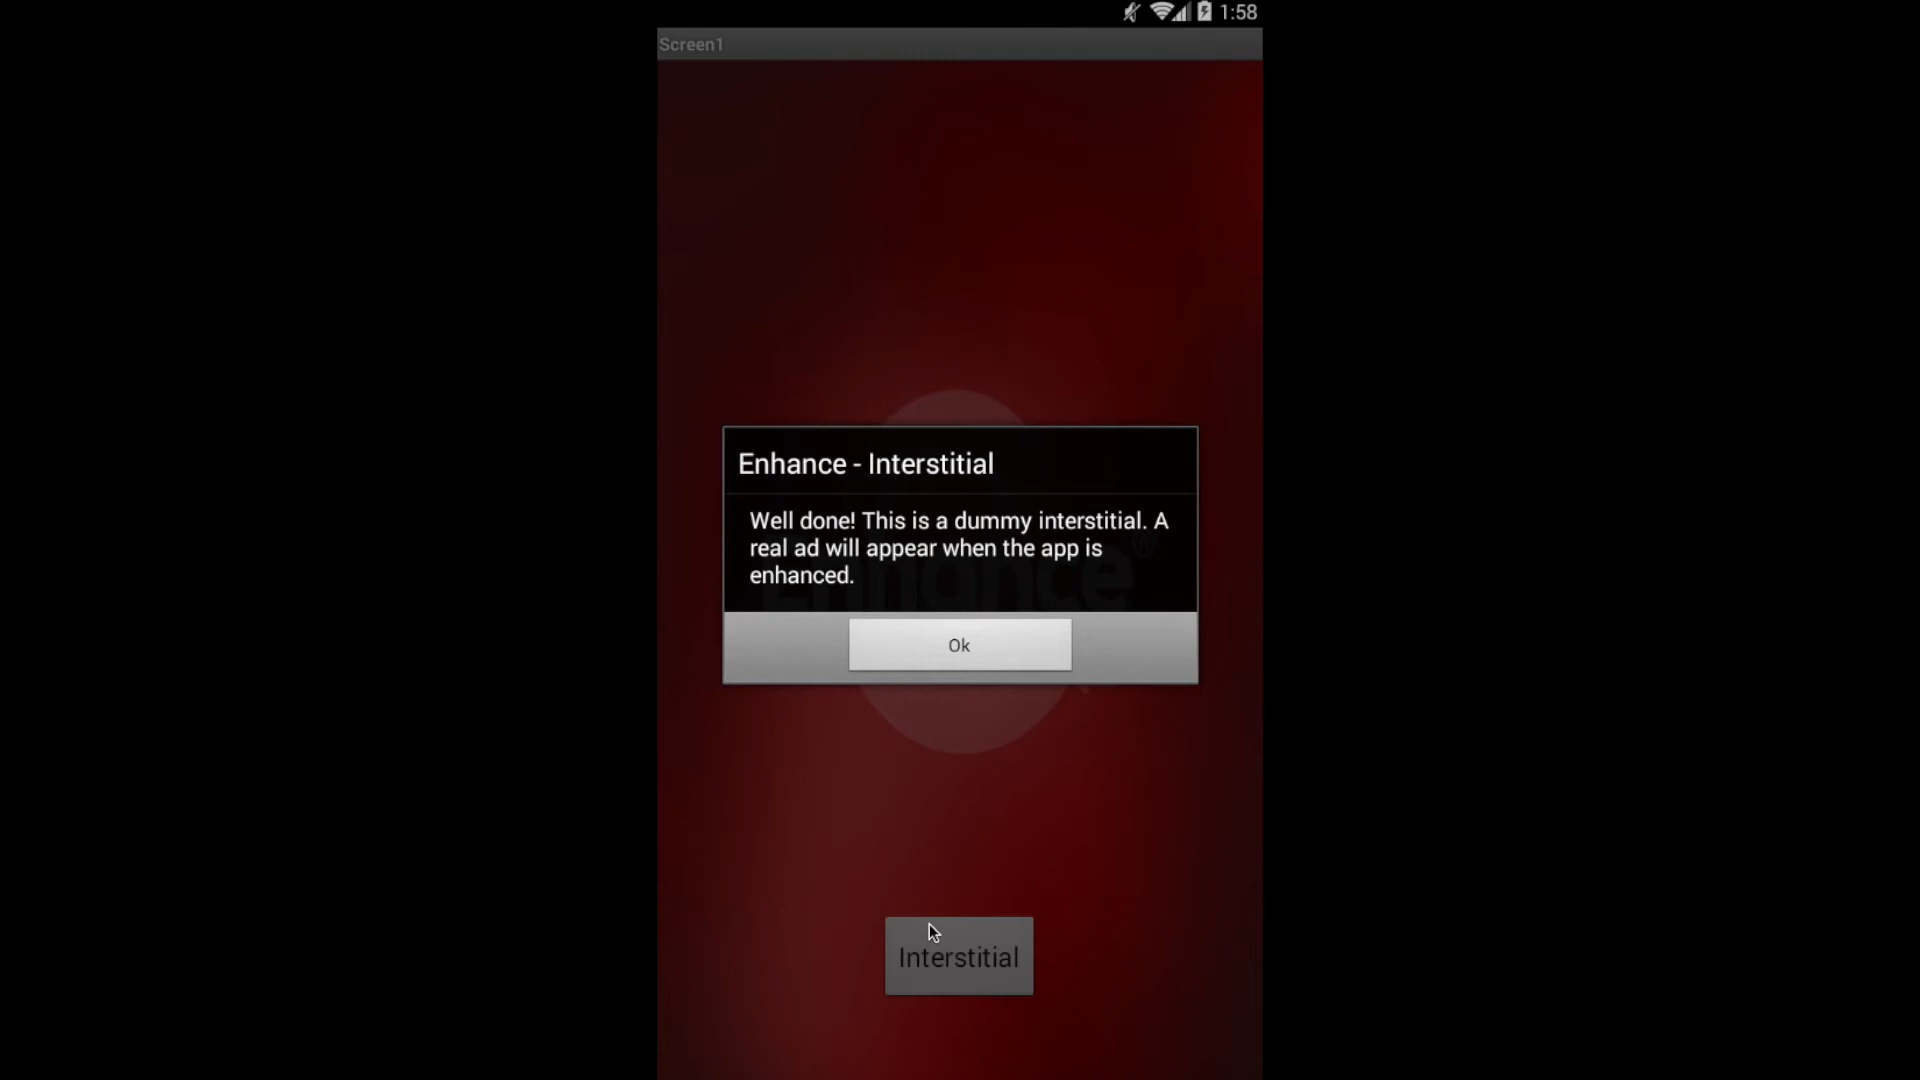 1:58
Screen1
Enhance - Interstitial
Well done! This is a dummy interstitial. A
real ad will appear when the app is
enhanced.
Enhance®
Ok
Interstitial